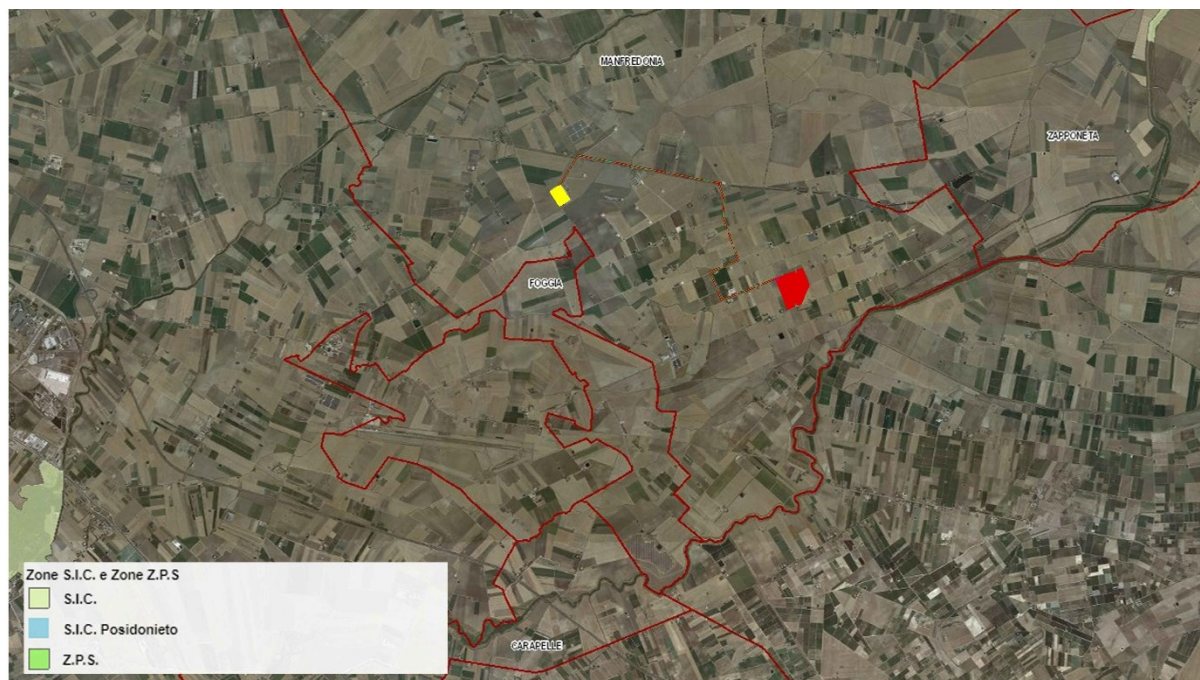 MANFREDONIA
ZAPPONETA
FOGGIA
Zone S.I.C. e Zone Z.P.S
S.I.C.
S.I.C. Posidonieto
Z.P.S.
CARAPELLE